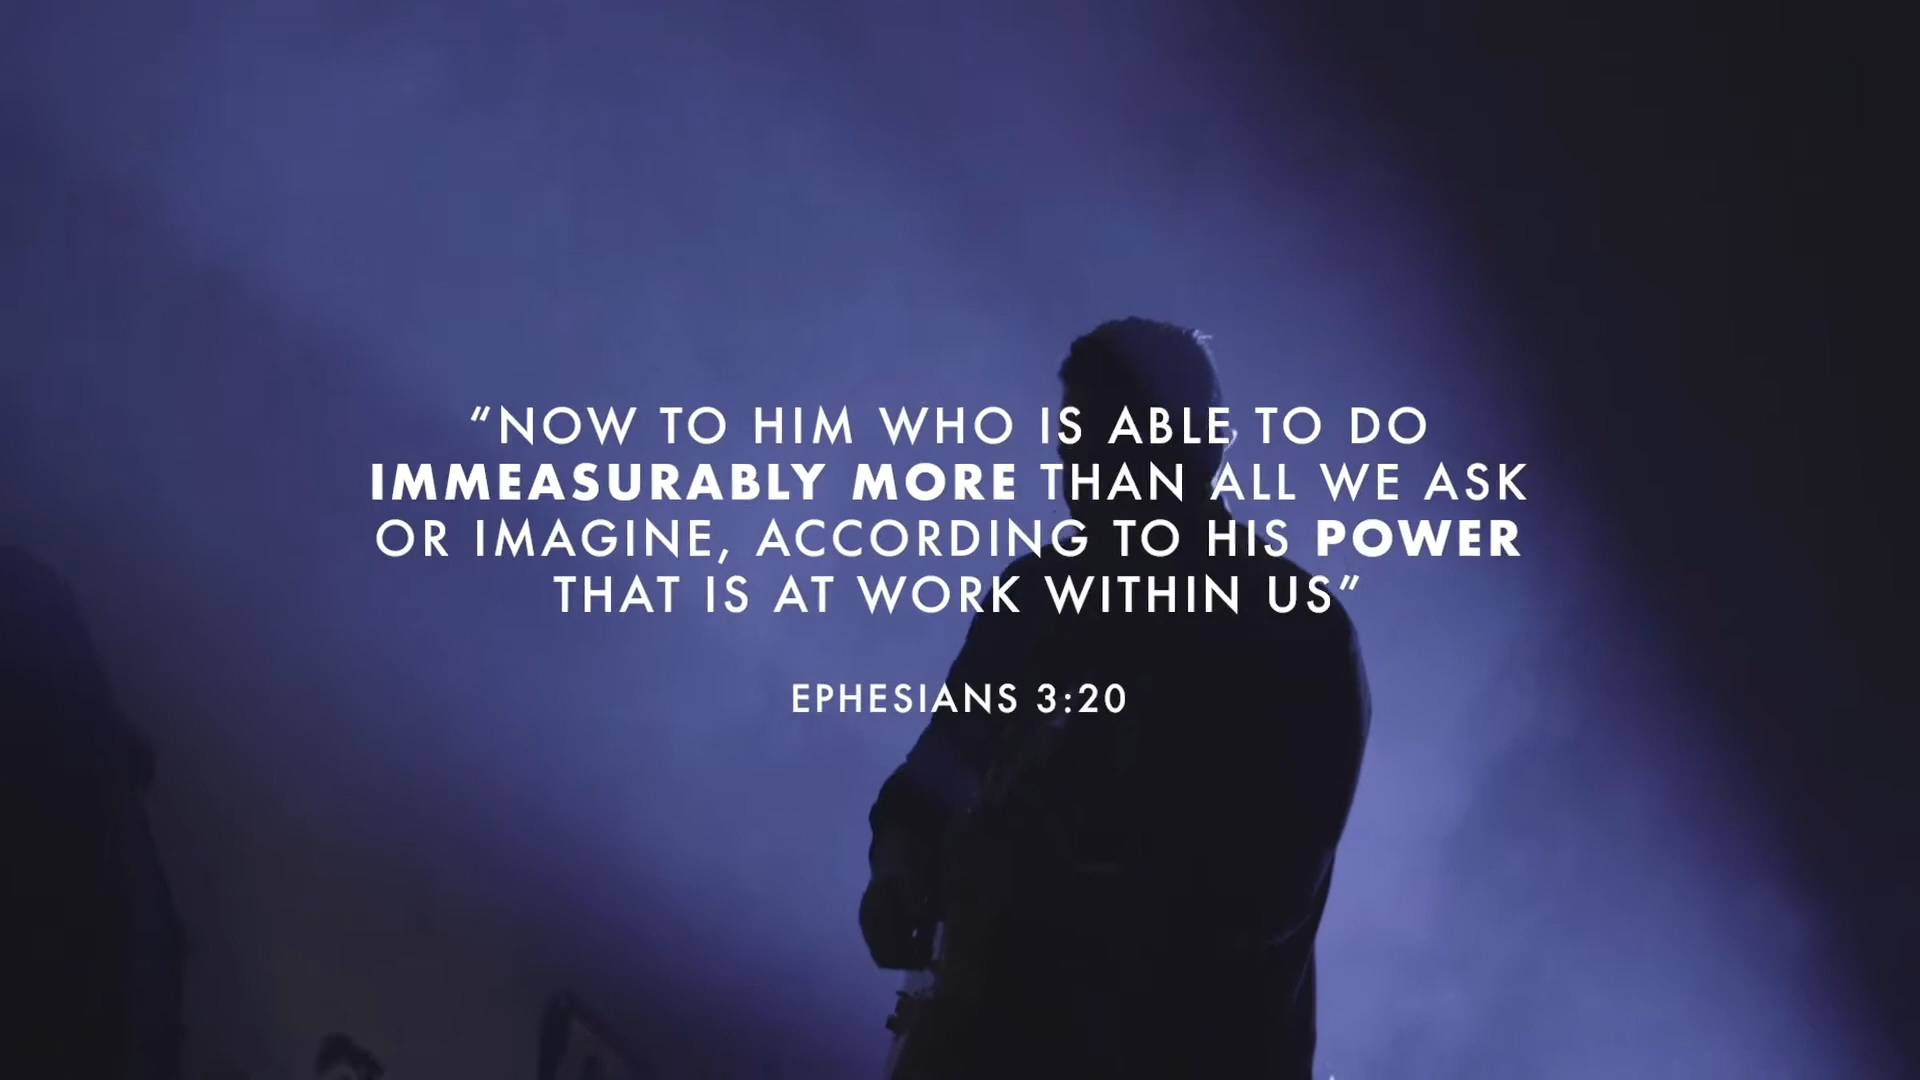 “NOW TO HIM WHO IS ABLE TO DO
IMMEASURABLY MORE THAN ALL WE ASK
OR IMAGINE, ACCORDING TO HIS POWER
THAT IS AT WORK WITHIN US”
EPHESIANS 3:20